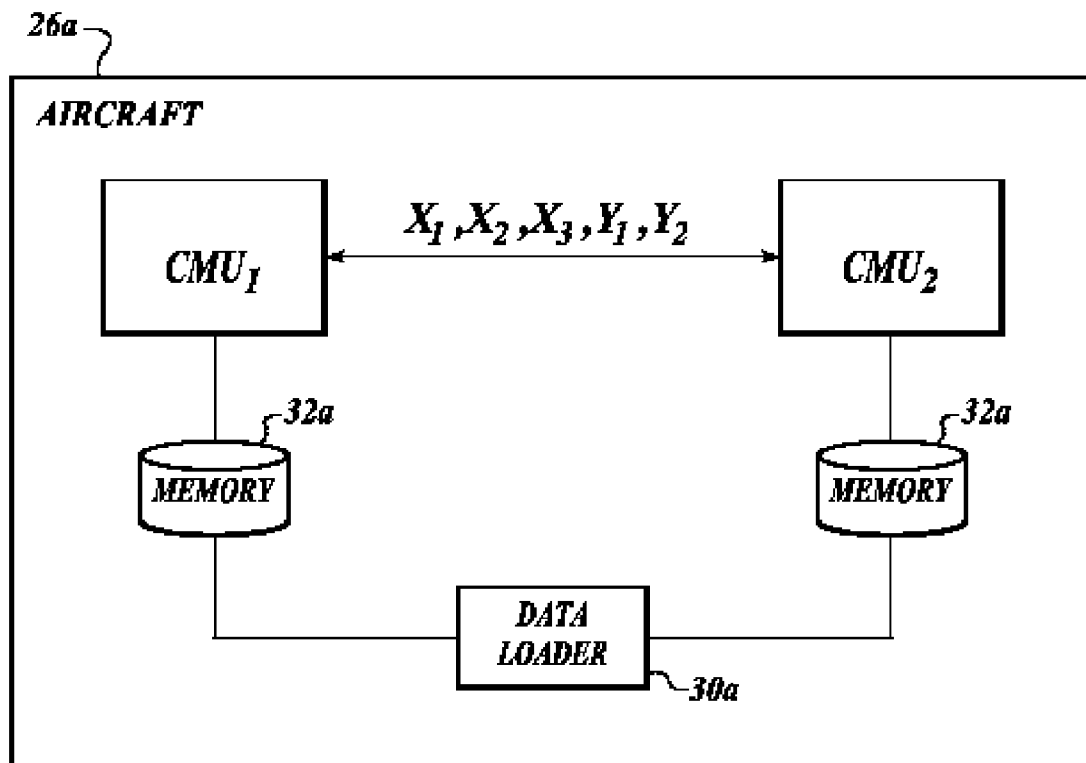 26a
AIRCRAFT
X₁,X₂,X₃,Y₁,Y₂
CMU₁
CMU₂
32a
32a
MEMORY
MEMORY
DATA
LOADER
30a